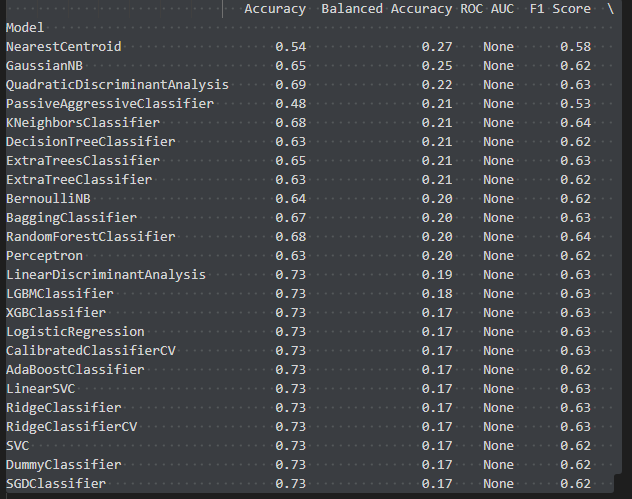 Accuracy Balanced Accuracy ROC AUC F1 Score \
Model
NearestCentroid 0.54 0.27 None 0.58
GaussianNB 0.65 0.25 None 0.62
QuadraticDiscriminantAnalysis 0.69 0.22 None 0.63
PassiveAggressiveClassifier 0.48 0.21 None 0.53
KNeighborsClassifier 0.68 0.21 None 0.64
DecisionTreeClassifier 0.63 0.21 None 0.62
ExtraTreesClassifier 0.65 0.21 None 0.63
ExtraTreeClassifier 0.63 0.21 None 0.62
BernoulliNB 0.64 0.20 None 0.62
BaggingClassifier 0.67 0.20 None 0.63
RandomForestClassifier 0.68 0.20 None 0.64
Perceptron 0.63 0.20 None 0.62
LinearDiscriminantAnalysis 0.73 0.19 None 0.63
LGBMClassifier 0.73 0.18 None 0.63
XGBClassifier 0.73 0.17 None 0.63
LogisticRegression 0.73 0.17 None 0.63
CalibratedClassifierCV 0.73 0.17 None 0.63
AdaBoostClassifier 0.73 0.17 None 0.62
LinearSVC 0.73 0.17 None 0.63
RidgeClassifier 0.73 0.17 None 0.63
RidgeClassifierCV 0.73 0.17 None 0.63
SVC 0.73 0.17 None 0.62
DummyClassifier 0.73 0.17 None 0.62
SGDClassifier 0.73 0.17 None 0.62